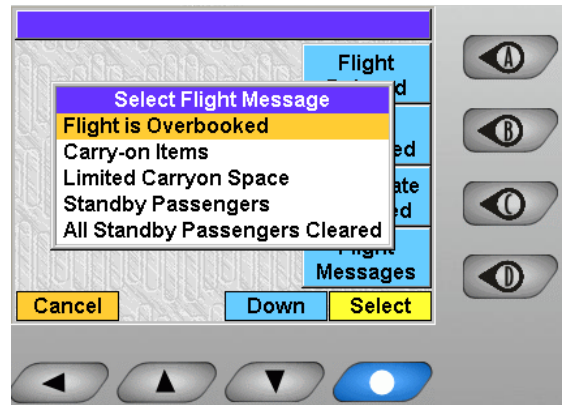 Flight
Select Flight Message
Flight is Overbooked
Carry-on Items
Limited Carryon Space
Standby Passengers
All Standby Passengers Cleared
Messages
Cancel
Down
Select
A
B
C
D